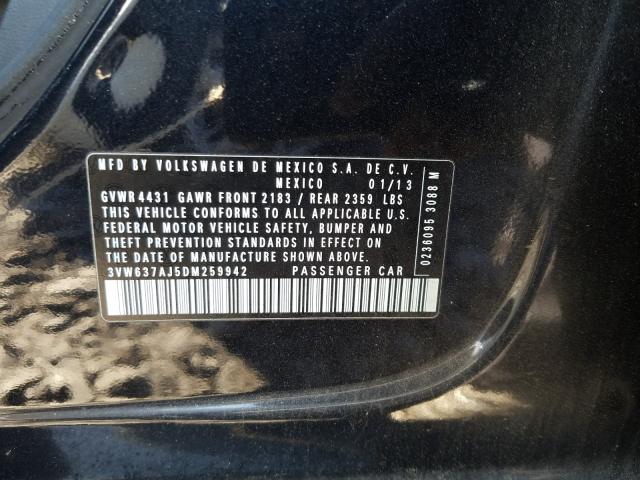 MFD BY VOLKSWAGEN DE MEXICO S.A. DE C.V.
MEXICO 01/13
GVWR4431 GAWR FRONT 2183 / REAR 2359 LBS
THIS VEHICLE CONFORMS TO ALL APPLICABLE U.S.
FEDERAL MOTOR VEHICLE SAFETY, BUMPER AND
THEFT PREVENTION STANDARDS IN EFFECT ON
THE DATE OF MANUFACTURE SHOWN ABOVE.
3VW637AJ5DM259942 PASSENGER CAR
0236095 3088 M